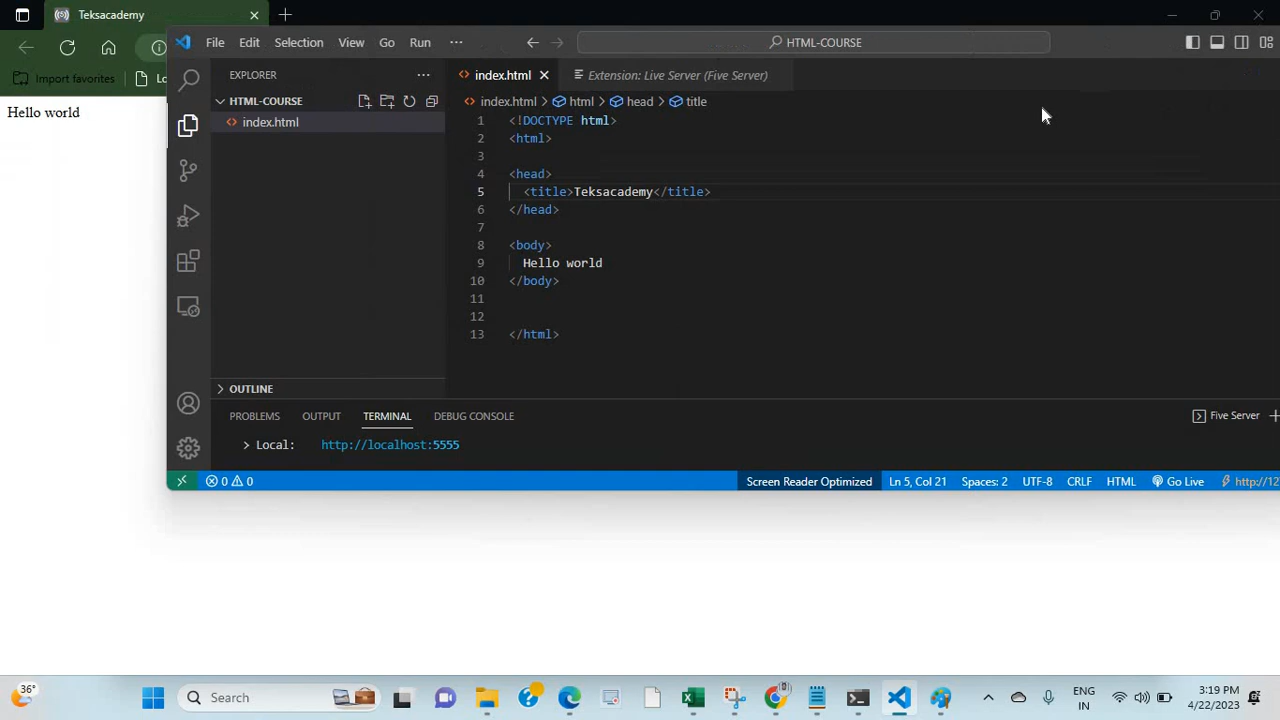 Teksacademy
File Edit Selection View Go Run ... HTML-CourSE
Import favorites Lo
Hello world
EXPLORER ...
HTML-COURSE
index.html
index.html Extension: Live Server (Five Server)
index.html > html > head > title
1 <!DOCTYPE html>
2 <html>
3
4 <head>
5 <title>Teksacademy</title>
6 </head>
7
8 <body>
9 Hello world
10 </body>
11
12
13 </html>
OUTLINE
PROBLEMS OUTPUT TERMINAL DEBUG CONSOLE
Five Server
> Local: http://localhost:5555
0 0 Screen Reader Optimized Ln 5, Col 21 Spaces: 2 UTF-8 CRLF HTML Go Live http://12
36°
Search
ENG
IN
3:19 PM
4/22/2023